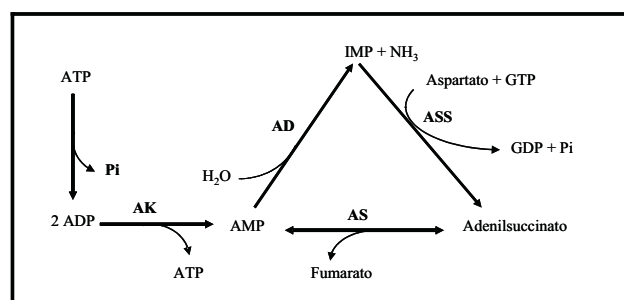 IMP + NH₃
ATP
Aspartato + GTP
AD
ASS
Pi
GDP + Pi
H₂O
2 ADP
AK
AMP
AS
Adenilsuccinato
ATP
Fumarato